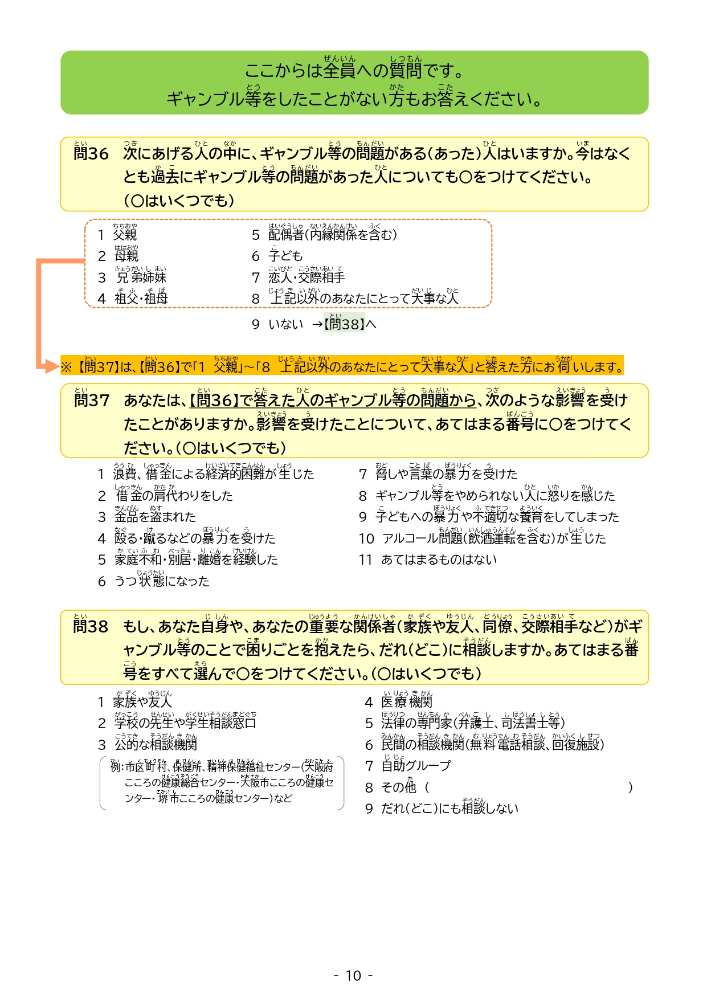 ここからは全員への質問です。
ギャンブル等をしたことがない方もお答えください。
問36　次にあげる人の中に、ギャンブル等の問題がある（あった）人はいますか。今はなく
とも過去にギャンブル等の問題があった人についても○をつけてください。
（○はいくつでも）
1 父親
2 母親
3 兄弟姉妹
4 祖父・祖母
5 配偶者（内縁関係を含む）
6 子ども
7 恋人・交際相手
8 上記以外のあなたにとって大事な人
9 いない →【問38】へ
※【問37】は、【問36】で「1 父親」～「8 上記以外のあなたにとって大事な人」と答えた方にお伺いします。
問37　あなたは、【問36】で答えた人のギャンブル等の問題から、次のような影響を受け
たことがありますか。影響を受けたことについて、あてはまる番号に○をつけてく
ださい。（○はいくつでも）
1 浪費、借金による経済的困難が生じた
2 借金の肩代わりをした
3 金品を盗まれた
4 殴る・蹴るなどの暴力を受けた
5 家庭不和・別居・離婚を経験した
6 うつ状態になった
7 脅しや言葉の暴力を受けた
8 ギャンブル等をやめられない人に怒りを感じた
9 子どもへの暴力や不適切な養育をしてしまった
10 アルコール問題（飲酒運転を含む）が生じた
11 あてはまるものはない
問38　もし、あなた自身や、あなたの重要な関係者（家族や友人、同僚、交際相手など）がギ
ャンブル等のことで困りごとを抱えたら、だれ（どこ）に相談しますか。あてはまる番
号をすべて選んで○をつけてください。（○はいくつでも）
1 家族や友人
2 学校の先生や学生相談窓口
3 公的な相談機関
例：市区町村、保健所、精神保健福祉センター（大阪府
こころの健康総合センター・大阪市こころの健康セ
ンター・堺市こころの健康センター）など
4 医療機関
5 法律の専門家（弁護士、司法書士等）
6 民間の相談機関（無料電話相談、回復施設）
7 自助グループ
8 その他（　　　　　　　　　　　　　　　）
9 だれ（どこ）にも相談しない
- 10 -